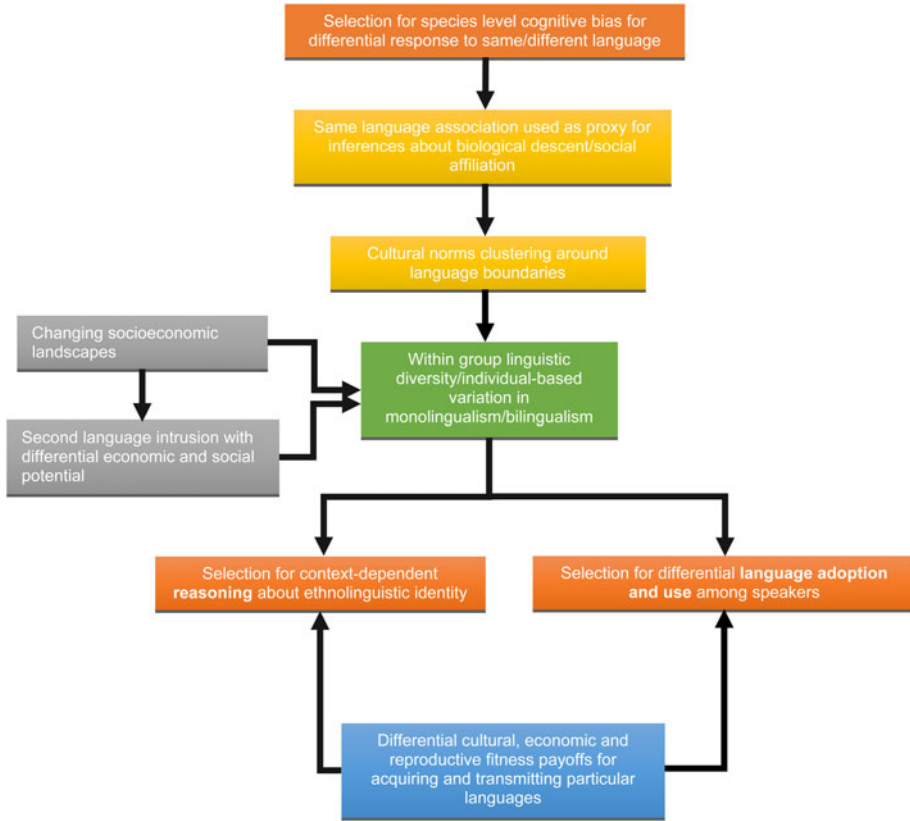 Selection for species level cognitive bias for
differential response to same/different language
Same language association used as proxy for
inferences about biological descent/social
affiliation
Cultural norms clustering around
language boundaries
Changing socioeconomic
landscapes
Within group linguistic
diversity/individual-based
variation in
monolingualism/bilingualism
Second language intrusion with
differential economic and social
potential
Selection for context-dependent
reasoning about ethnolinguistic identity
Selection for differential language adoption
and use among speakers
Differential cultural, economic and
reproductive fitness payoffs for
acquiring and transmitting particular
languages